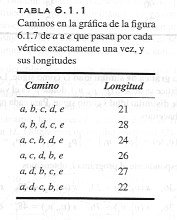 TABLA 6.1.1
Caminos en la gráfica de la figura
6.1.7 de a a e que pasan por cada
vértice exactamente una vez, y
sus longitudes
Camino Longitud
a, b, c, d, e 21
a, b, d, c, e 28
a, c, b, d, e 24
a, c, d, b, e 26
a, d, b, c, e 27
a, d, c, b, e 22